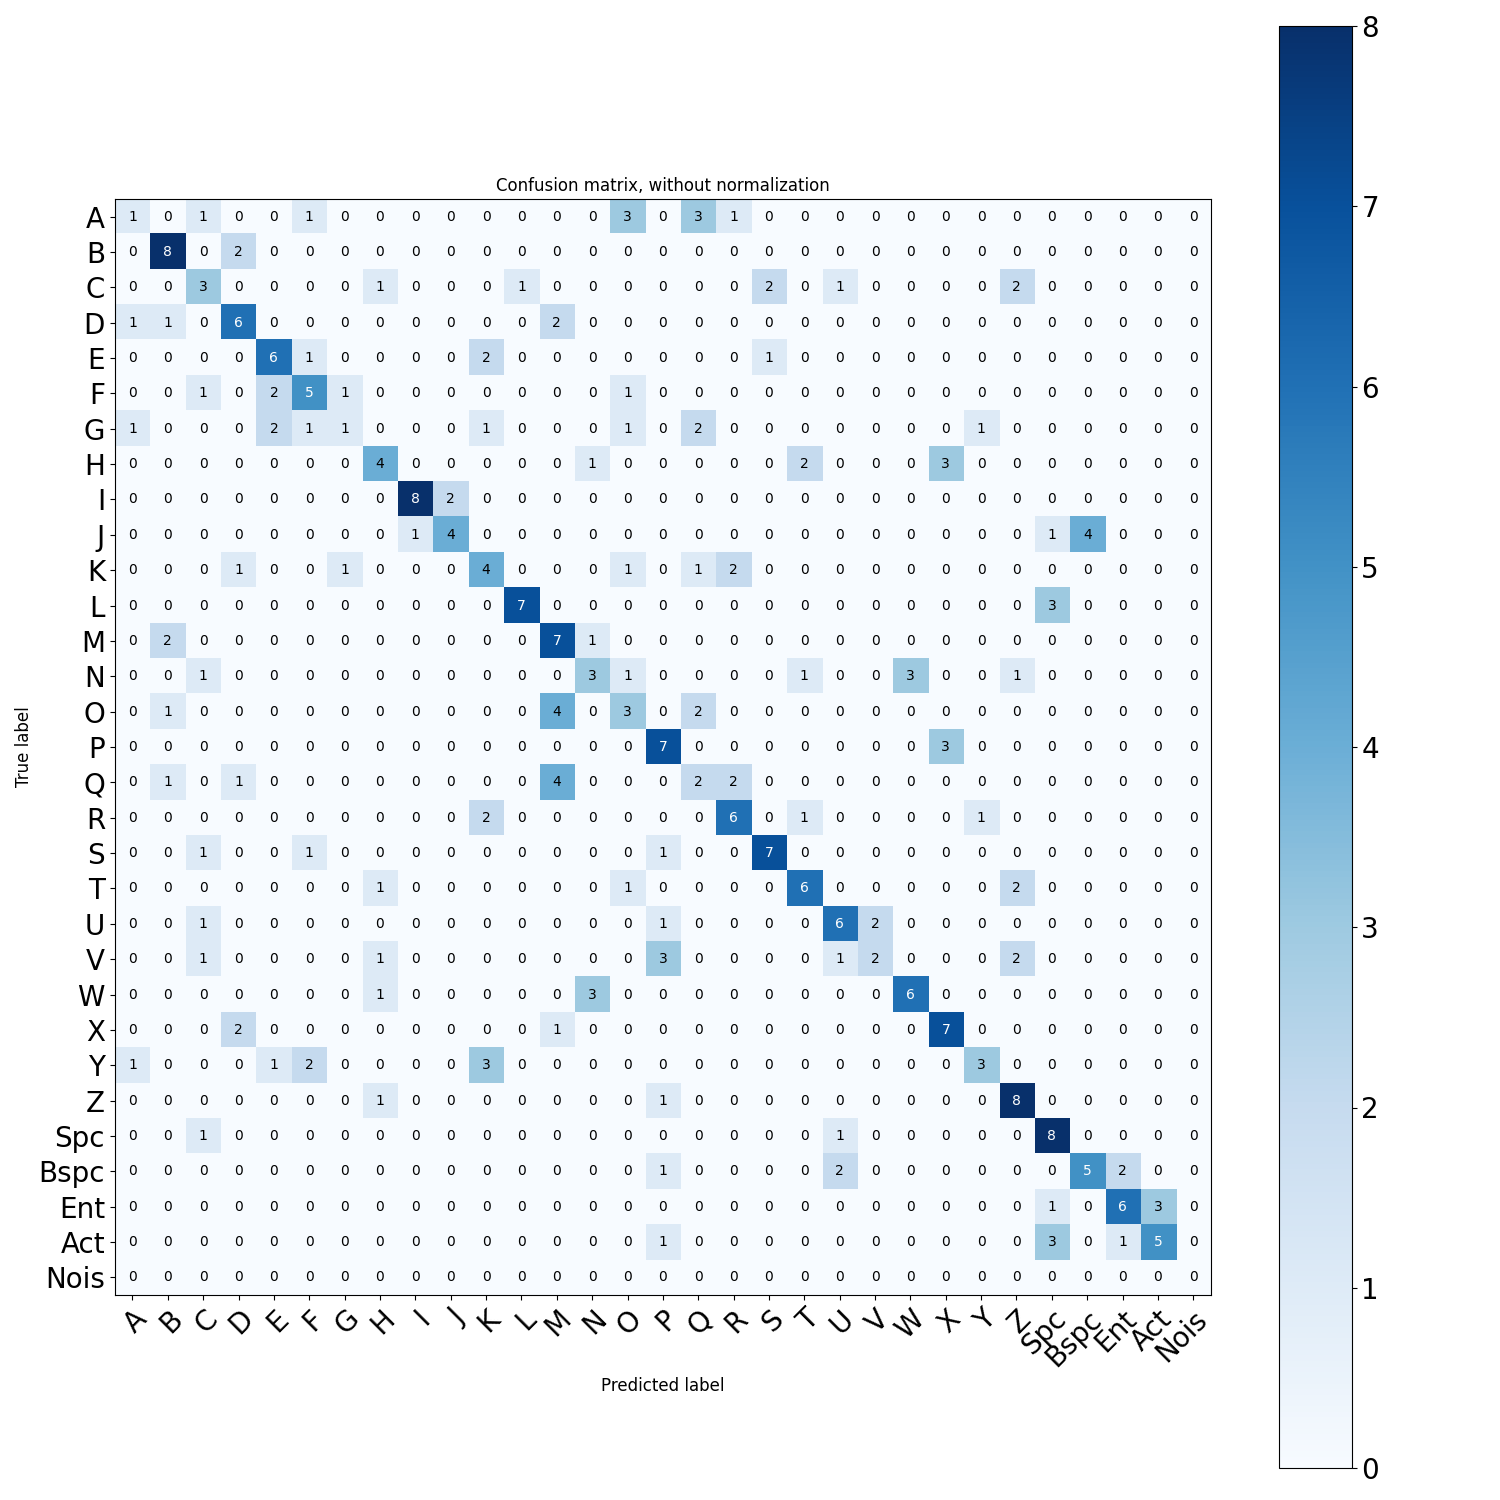 Confusion matrix, without normalization
A 1 0 1 0 0 1 0 0 0 0 0 0 0 0 3 0 3 1 0 0 0 0 0 0 0 0 0 0 0 0 0
B 0 8 0 2 0 0 0 0 0 0 0 0 0 0 0 0 0 0 0 0 0 0 0 0 0 0 0 0 0 0 0
C 0 0 3 0 0 0 0 1 0 0 0 1 0 0 0 0 0 0 2 0 1 0 0 0 0 2 0 0 0 0 0
D 1 1 0 6 0 0 0 0 0 0 0 0 2 0 0 0 0 0 0 0 0 0 0 0 0 0 0 0 0 0 0
E 0 0 0 0 6 1 0 0 0 0 2 0 0 0 0 0 0 0 1 0 0 0 0 0 0 0 0 0 0 0 0
F 0 0 1 0 2 5 1 0 0 0 0 0 0 0 1 0 0 0 0 0 0 0 0 0 0 0 0 0 0 0 0
G 1 0 0 0 2 1 1 0 0 0 1 0 0 0 1 0 2 0 0 0 0 0 0 0 1 0 0 0 0 0 0
H 0 0 0 0 0 0 0 4 0 0 0 0 0 1 0 0 0 0 0 2 0 0 0 3 0 0 0 0 0 0 0
I 0 0 0 0 0 0 0 0 8 2 0 0 0 0 0 0 0 0 0 0 0 0 0 0 0 0 0 0 0 0 0
J 0 0 0 0 0 0 0 0 1 4 0 0 0 0 0 0 0 0 0 0 0 0 0 0 0 0 1 4 0 0 0
K 0 0 0 1 0 0 1 0 0 0 4 0 0 0 1 0 1 2 0 0 0 0 0 0 0 0 0 0 0 0 0
L 0 0 0 0 0 0 0 0 0 0 0 7 0 0 0 0 0 0 0 0 0 0 0 0 0 0 3 0 0 0 0
M 0 2 0 0 0 0 0 0 0 0 0 0 7 1 0 0 0 0 0 0 0 0 0 0 0 0 0 0 0 0 0
N 0 0 1 0 0 0 0 0 0 0 0 0 0 3 1 0 0 0 0 1 0 0 3 0 0 1 0 0 0 0 0
O 0 1 0 0 0 0 0 0 0 0 0 0 4 0 3 0 2 0 0 0 0 0 0 0 0 0 0 0 0 0 0
P 0 0 0 0 0 0 0 0 0 0 0 0 0 0 0 7 0 0 0 0 0 0 0 3 0 0 0 0 0 0 0
Q 0 1 0 1 0 0 0 0 0 0 0 0 4 0 0 0 2 2 0 0 0 0 0 0 0 0 0 0 0 0 0
R 0 0 0 0 0 0 0 0 0 0 2 0 0 0 0 0 0 6 0 1 0 0 0 0 1 0 0 0 0 0 0
S 0 0 1 0 0 1 0 0 0 0 0 0 0 0 0 1 0 0 7 0 0 0 0 0 0 0 0 0 0 0 0
T 0 0 0 0 0 0 0 1 0 0 0 0 0 0 1 0 0 0 0 6 0 0 0 0 0 2 0 0 0 0 0
U 0 0 1 0 0 0 0 0 0 0 0 0 0 0 0 1 0 0 0 0 6 2 0 0 0 0 0 0 0 0 0
V 0 0 1 0 0 0 0 1 0 0 0 0 0 0 0 3 0 0 0 0 1 2 0 0 0 2 0 0 0 0 0
W 0 0 0 0 0 0 0 1 0 0 0 0 0 3 0 0 0 0 0 0 0 0 6 0 0 0 0 0 0 0 0
X 0 0 0 2 0 0 0 0 0 0 0 0 1 0 0 0 0 0 0 0 0 0 0 7 0 0 0 0 0 0 0
Y 1 0 0 0 1 2 0 0 0 0 3 0 0 0 0 0 0 0 0 0 0 0 0 0 3 0 0 0 0 0 0
Z 0 0 0 0 0 0 0 1 0 0 0 0 0 0 0 1 0 0 0 0 0 0 0 0 0 8 0 0 0 0 0
Spc 0 0 1 0 0 0 0 0 0 0 0 0 0 0 0 0 0 0 0 0 1 0 0 0 0 0 8 0 0 0 0
Bspc 0 0 0 0 0 0 0 0 0 0 0 0 0 0 0 1 0 0 0 0 2 0 0 0 0 0 0 5 2 0 0
Ent 0 0 0 0 0 0 0 0 0 0 0 0 0 0 0 0 0 0 0 0 0 0 0 0 0 0 1 0 6 3 0
Act 0 0 0 0 0 0 0 0 0 0 0 0 0 0 0 1 0 0 0 0 0 0 0 0 0 0 3 0 1 5 0
Nois 0 0 0 0 0 0 0 0 0 0 0 0 0 0 0 0 0 0 0 0 0 0 0 0 0 0 0 0 0 0 0
A B C D E F G H I J K L M N O P Q R S T U V W X Y Z Spc Bspc Ent Act Nois
Predicted label
True label
8
7
6
5
4
3
2
1
0